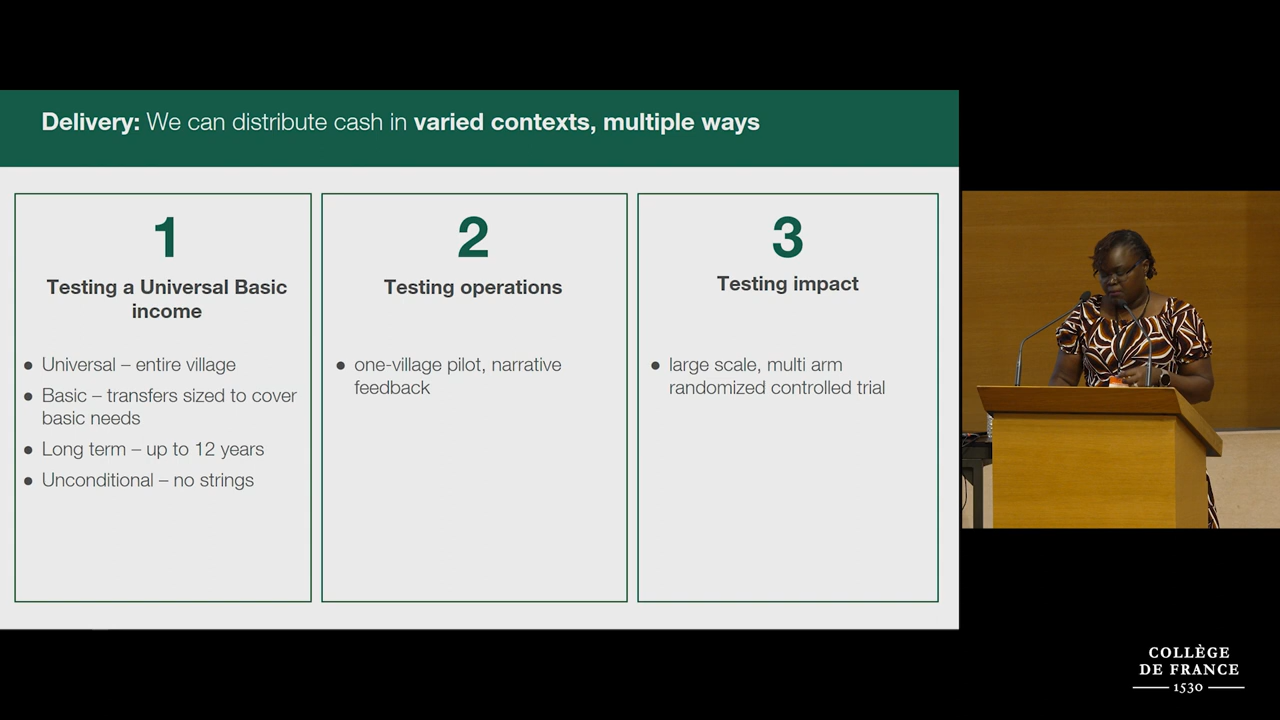 Delivery: We can distribute cash in varied contexts, multiple ways
1
Testing a Universal Basic
income
● Universal – entire village
● Basic – transfers sized to cover
basic needs
● Long term – up to 12 years
● Unconditional – no strings
2
Testing operations
● one-village pilot, narrative
feedback
3
Testing impact
● large scale, multi arm
randomized controlled trial
COLLÈGE
DE FRANCE
1530